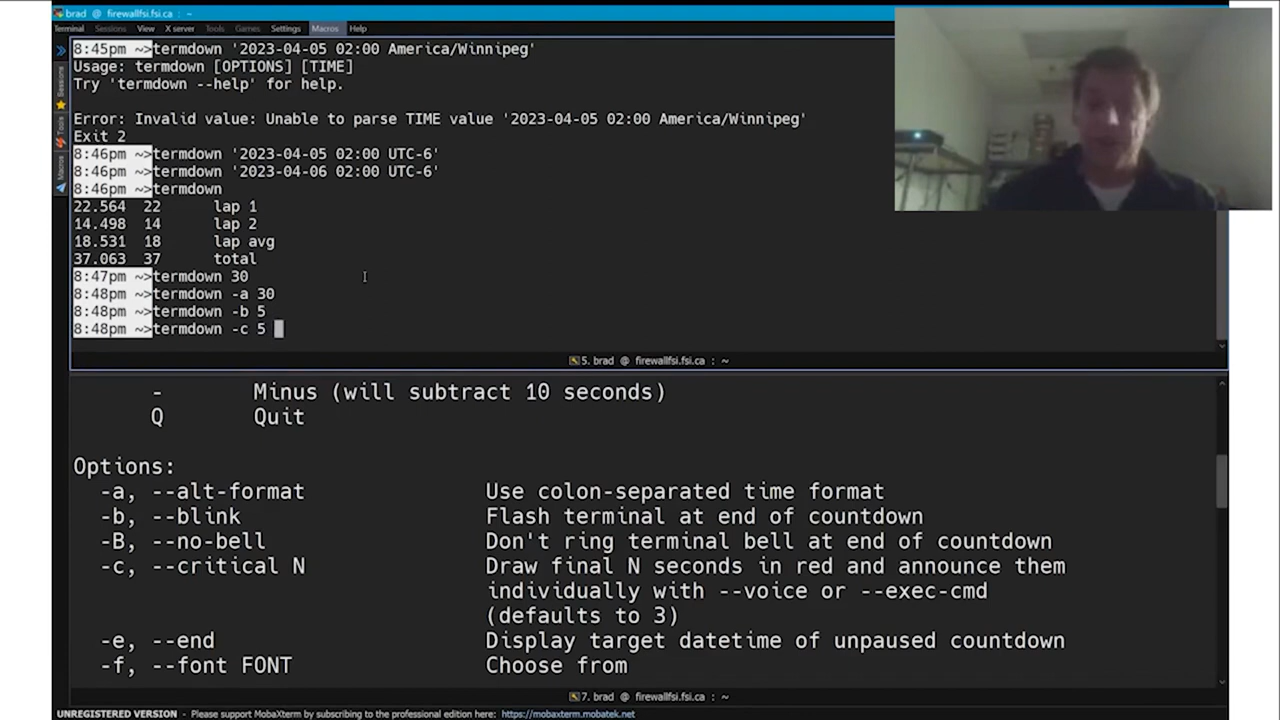 brad @ firewallfsi.fsi.ca : ~
Terminal Sessions View X server Tools Games Settings Macros Help
8:45pm ~>termdown '2023-04-05 02:00 America/Winnipeg'
Usage: termdown [OPTIONS] [TIME]
Try 'termdown --help' for help.
Error: Invalid value: Unable to parse TIME value '2023-04-05 02:00 America/Winnipeg'
Exit 2
8:46pm ~>termdown '2023-04-05 02:00 UTC-6'
8:46pm ~>termdown '2023-04-06 02:00 UTC-6'
8:46pm ~>termdown
22.564 22 lap 1
14.498 14 lap 2
18.531 18 lap avg
37.063 37 total
8:47pm ~>termdown 30
8:48pm ~>termdown -a 30
8:48pm ~>termdown -b 5
8:48pm ~>termdown -c 5
Sessions
Tools
Macros
5. brad @ firewallfsi.fsi.ca : ~
- Minus (will subtract 10 seconds)
Q Quit
Options:
-a, --alt-format Use colon-separated time format
-b, --blink Flash terminal at end of countdown
-B, --no-bell Don't ring terminal bell at end of countdown
-c, --critical N Draw final N seconds in red and announce them
individually with --voice or --exec-cmd
(defaults to 3)
-e, --end Display target datetime of unpaused countdown
-f, --font FONT Choose from
7. brad @ firewallfsi.fsi.ca : ~
UNREGISTERED VERSION - Please support MobaXterm by subscribing to the professional edition here: https://mobaxterm.mobatek.net